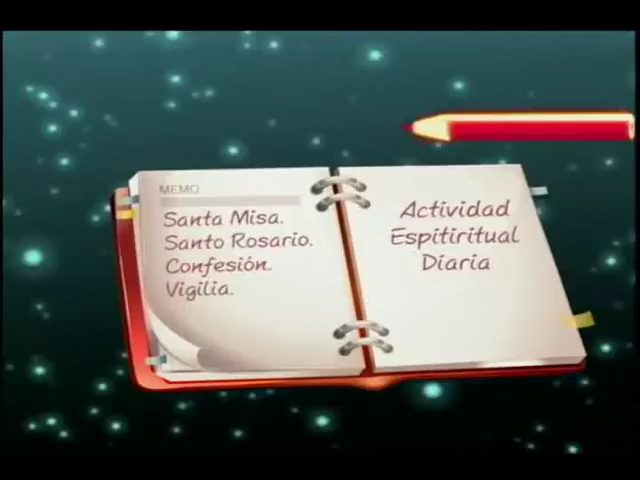 MEMO
Santa Misa.
Santo Rosario.
Confesión.
Vigilia.
Actividad
Espitiritual
Diaria